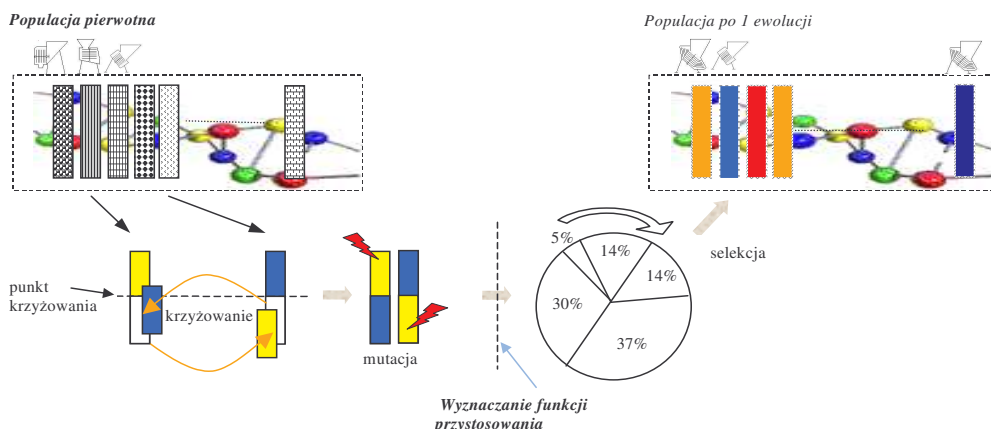 Populacja pierwotna
Populacja po 1 ewolucji
punkt
krzyżowania
krzyżowanie
mutacja
5%
14%
14%
30%
37%
selekcja
Wyznaczanie funkcji
przystosowania